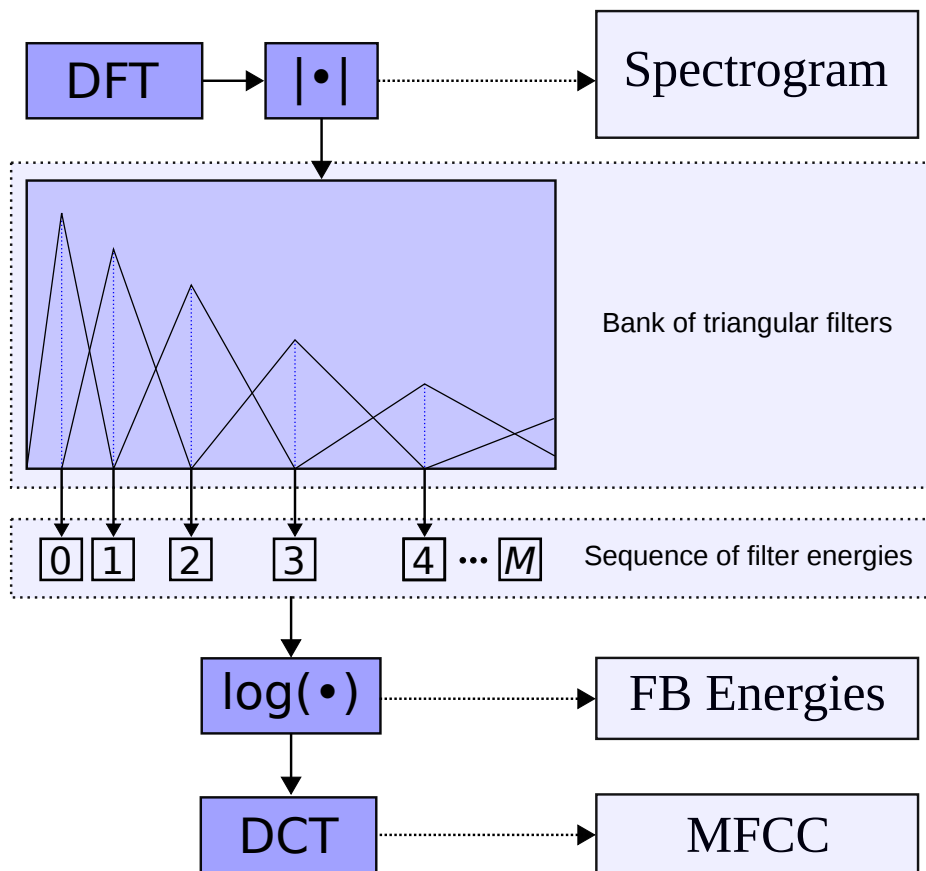 DFT
|•|
Spectrogram
Bank of triangular filters
0 1 2 3 4 ••• M
Sequence of filter energies
log(•)
FB Energies
DCT
MFCC